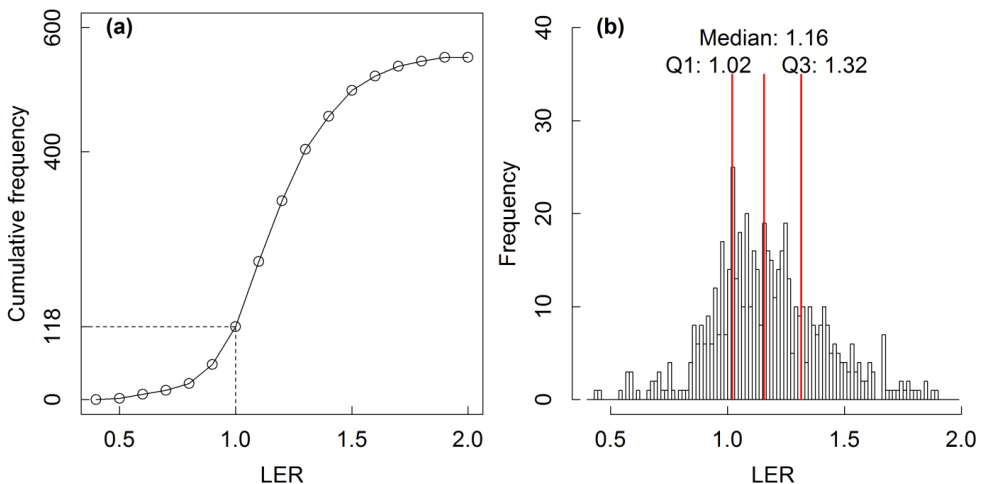 (a)
Cumulative frequency
600
400
118
0
0.5 1.0 1.5 2.0
LER
(b)
Median: 1.16
Q1: 1.02 Q3: 1.32
Frequency
40
30
20
10
0
0.5 1.0 1.5 2.0
LER